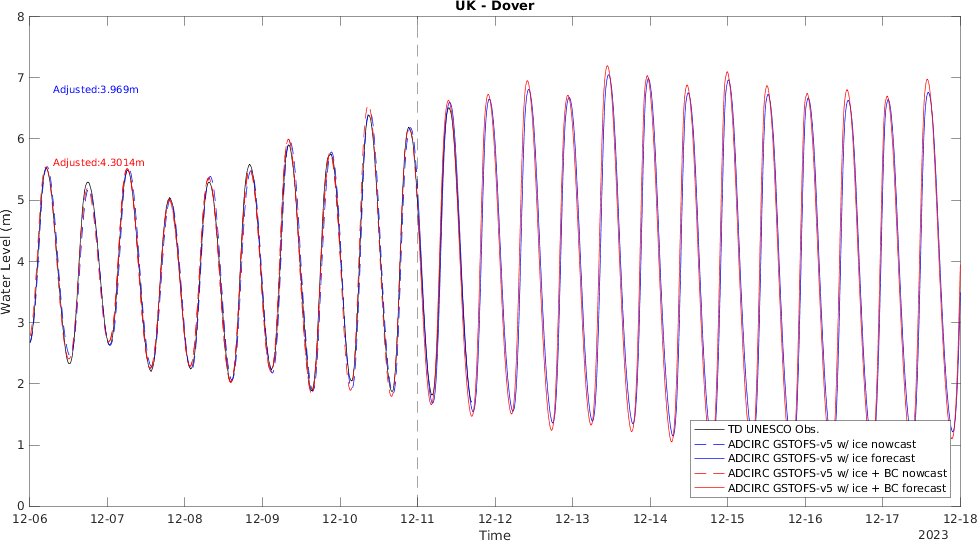 UK - Dover
8
7
6
5
4
3
2
1
0
Water Level (m)
Adjusted:3.969m
Adjusted:4.3014m
TD UNESCO Obs.
ADCIRC GSTOFS-v5 w/ ice nowcast
ADCIRC GSTOFS-v5 w/ ice forecast
ADCIRC GSTOFS-v5 w/ ice + BC nowcast
ADCIRC GSTOFS-v5 w/ ice + BC forecast
12-06 12-07 12-08 12-09 12-10 12-11 12-12 12-13 12-14 12-15 12-16 12-17 12-18
Time
2023